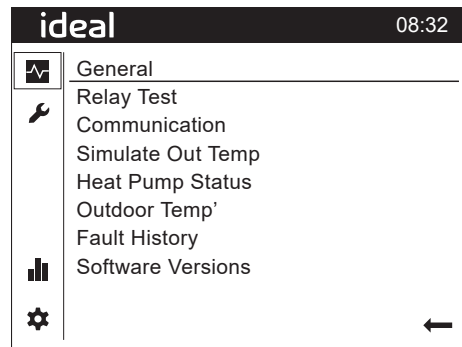 ideal 08:32
General
Relay Test
Communication
Simulate Out Temp
Heat Pump Status
Outdoor Temp’
Fault History
Software Versions